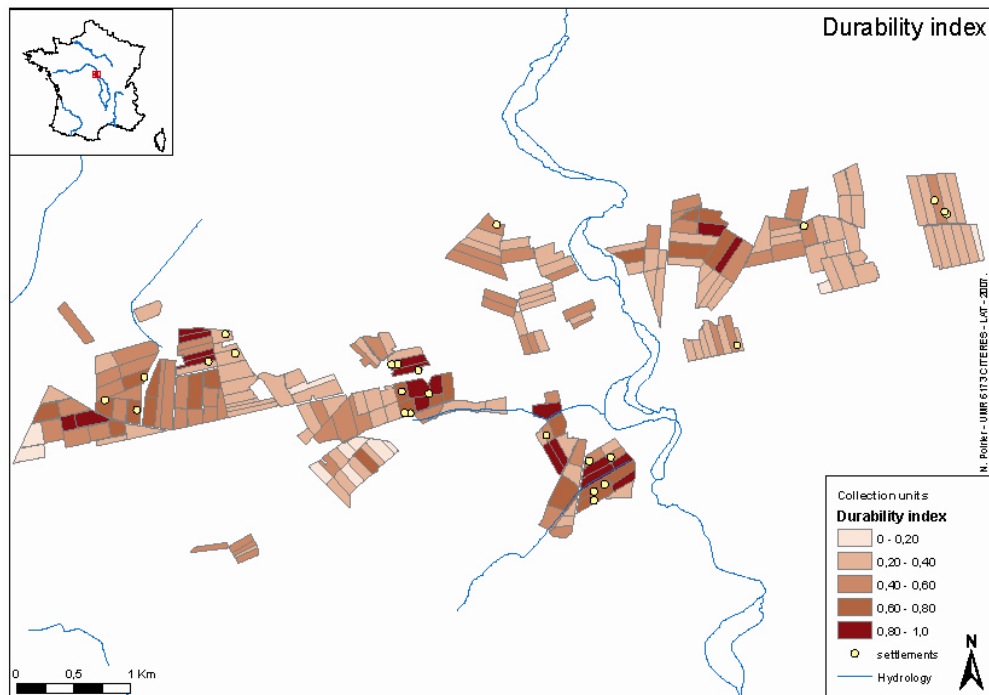 Durability index
N. Poirier - UMR 6173 CITERES - LAT - 2007.
Collection units
Durability index
0 - 0,20
0,20 - 0,40
0,40 - 0,60
0,60 - 0,80
0,80 - 1,0
settlements
Hydrology
N
0 0,5 1 Km